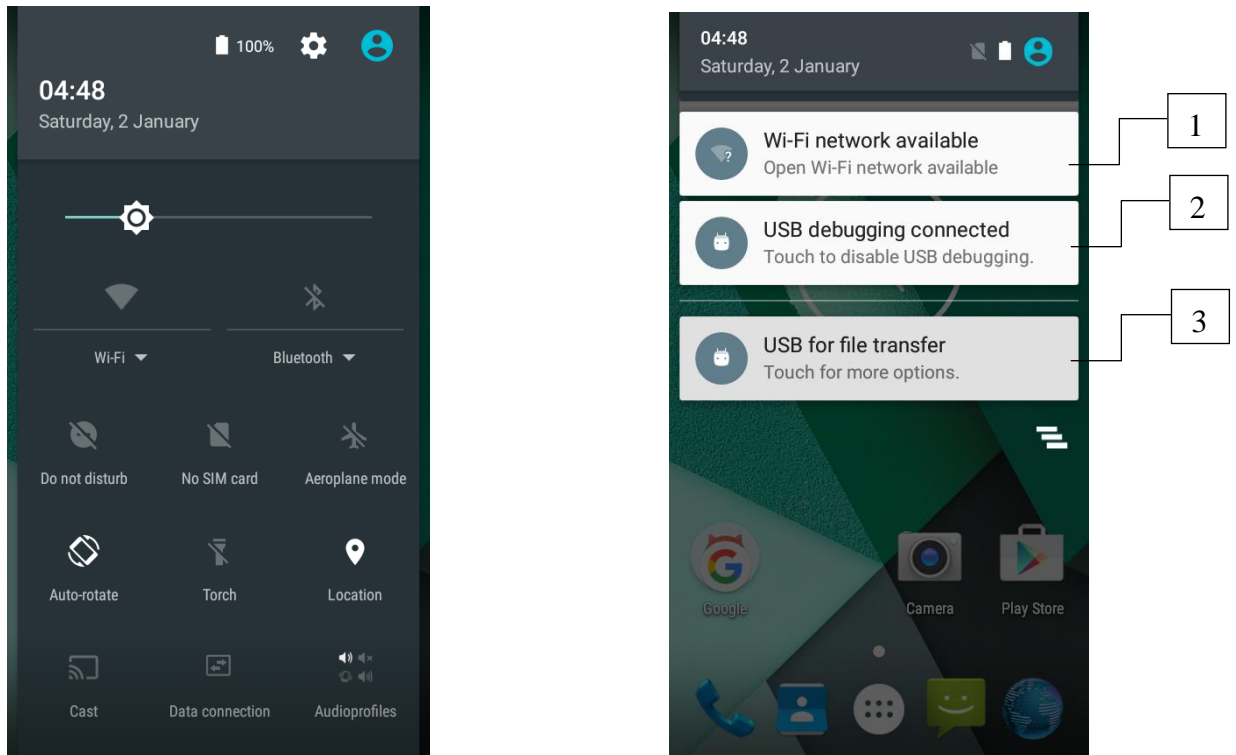 100%
04:48
Saturday, 2 January
Wi-Fi
Bluetooth
Do not disturb
No SIM card
Aeroplane mode
Auto-rotate
Torch
Location
Cast
Data connection
Audioprofiles
04:48
Saturday, 2 January
Wi-Fi network available
Open Wi-Fi network available
1
USB debugging connected
Touch to disable USB debugging.
2
USB for file transfer
Touch for more options.
3
Google
Camera
Play Store